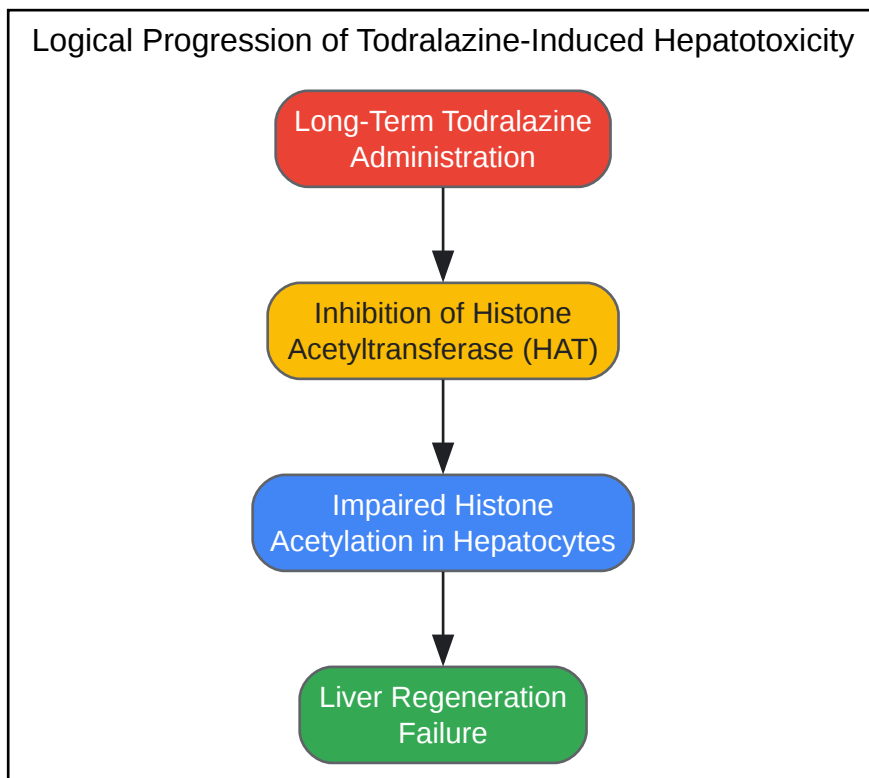 Logical Progression of Todralazine-Induced Hepatotoxicity
Long-Term Todralazine
Administration
Inhibition of Histone
Acetyltransferase (HAT)
Impaired Histone
Acetylation in Hepatocytes
Liver Regeneration
Failure